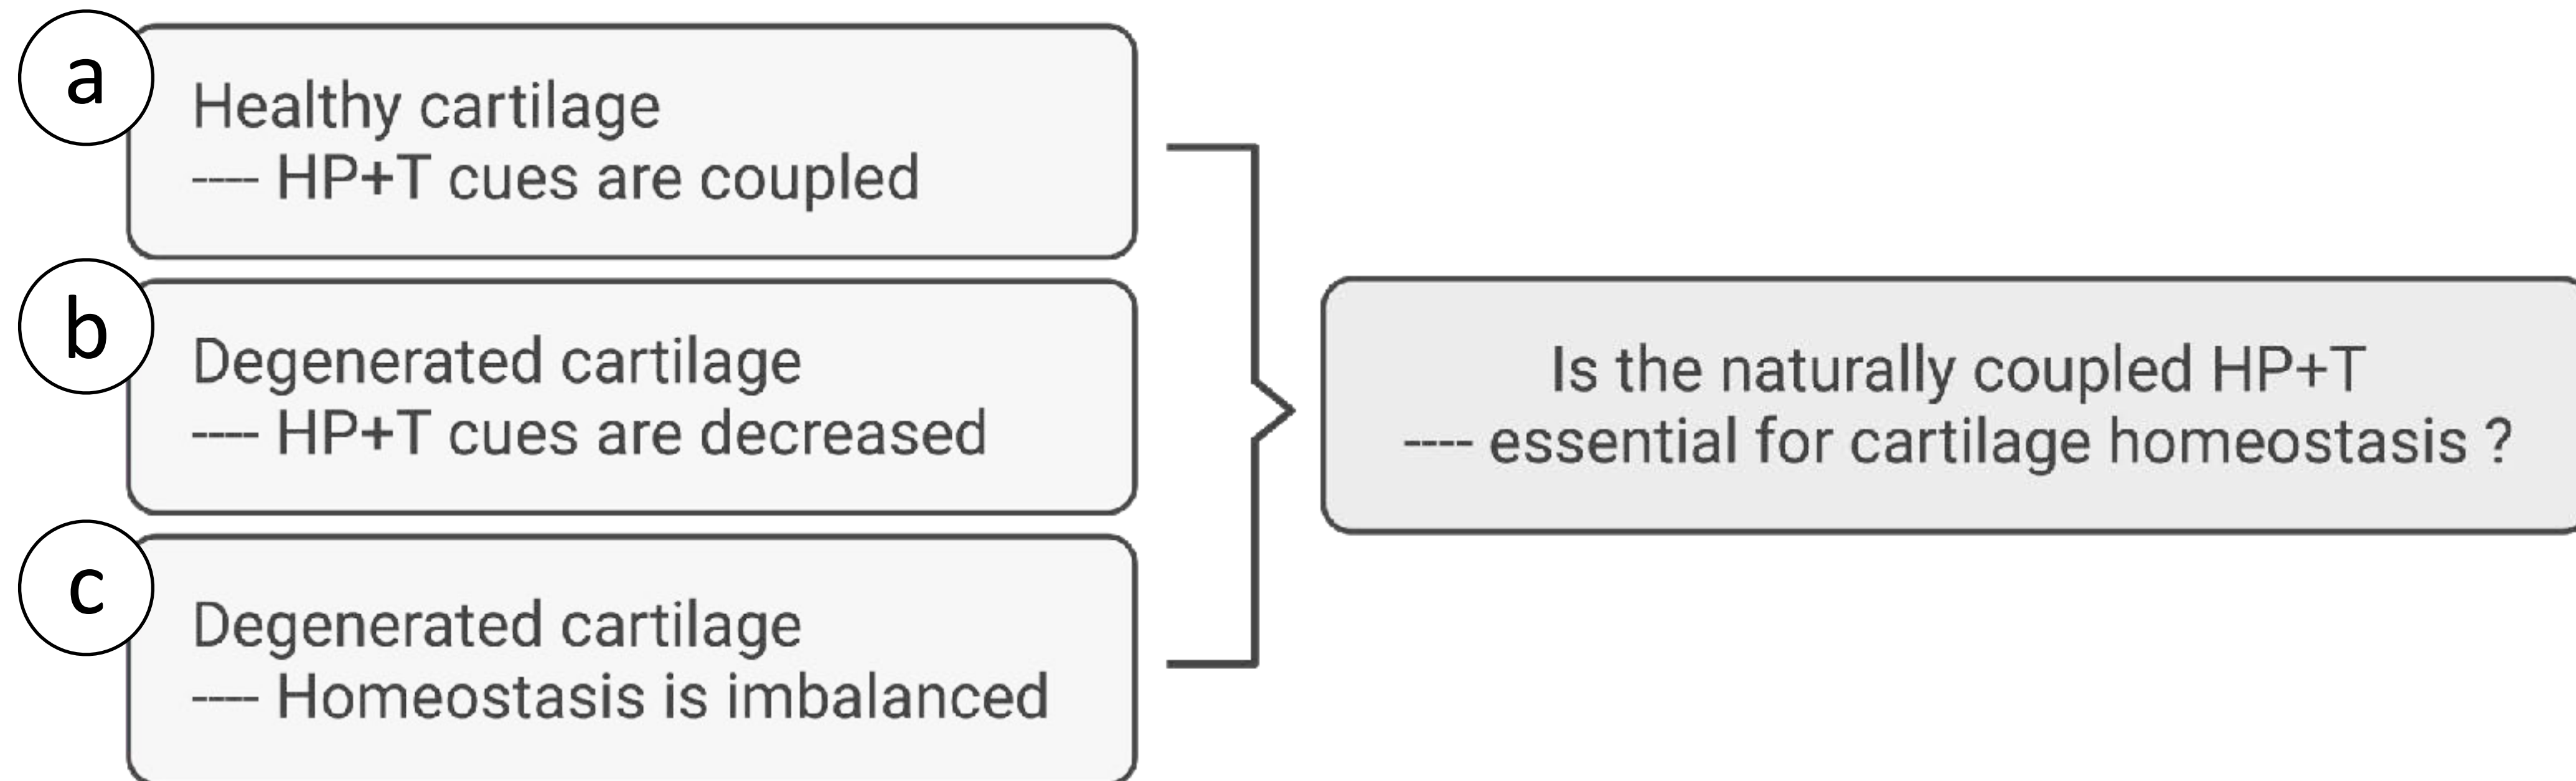 a
Healthy cartilage
---- HP+T cues are coupled
b
Degenerated cartilage
---- HP+T cues are decreased
c
Degenerated cartilage
---- Homeostasis is imbalanced
Is the naturally coupled HP+T
---- essential for cartilage homeostasis ?